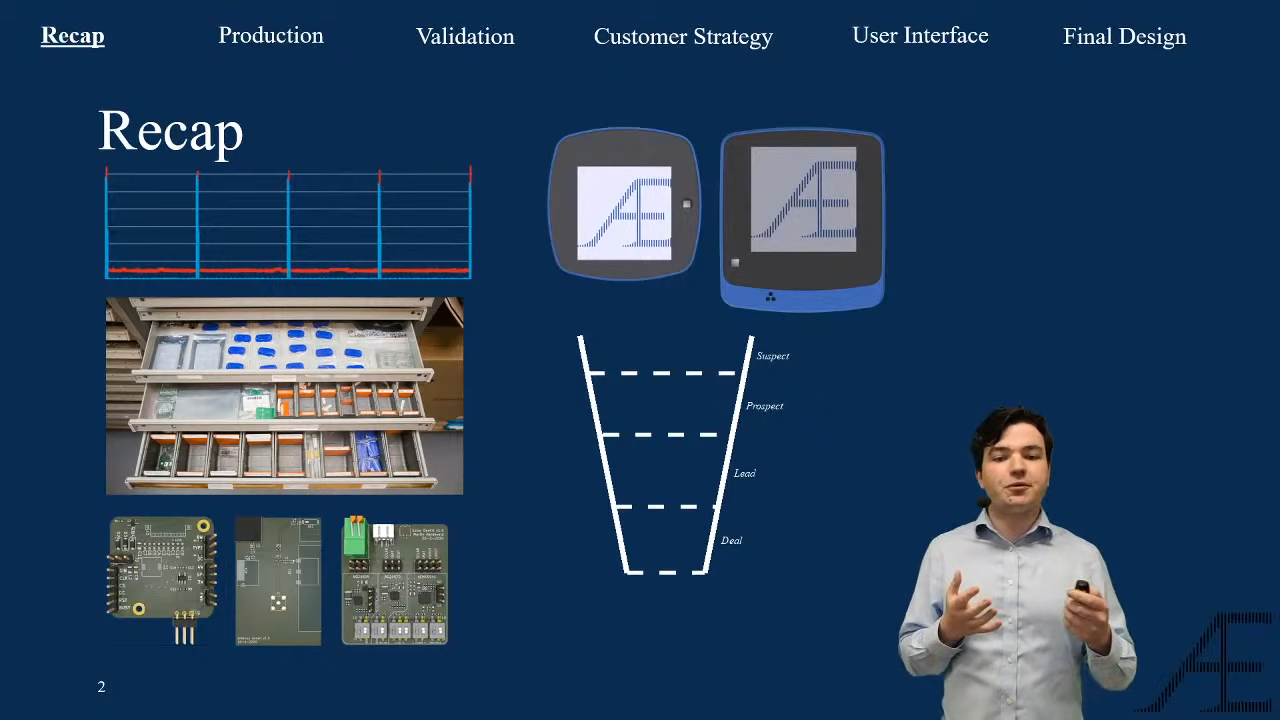 Recap
Production
Validation
Customer Strategy
User Interface
Final Design
Recap
Æ
Æ
Suspect
Prospect
Lead
Deal
2
Æ